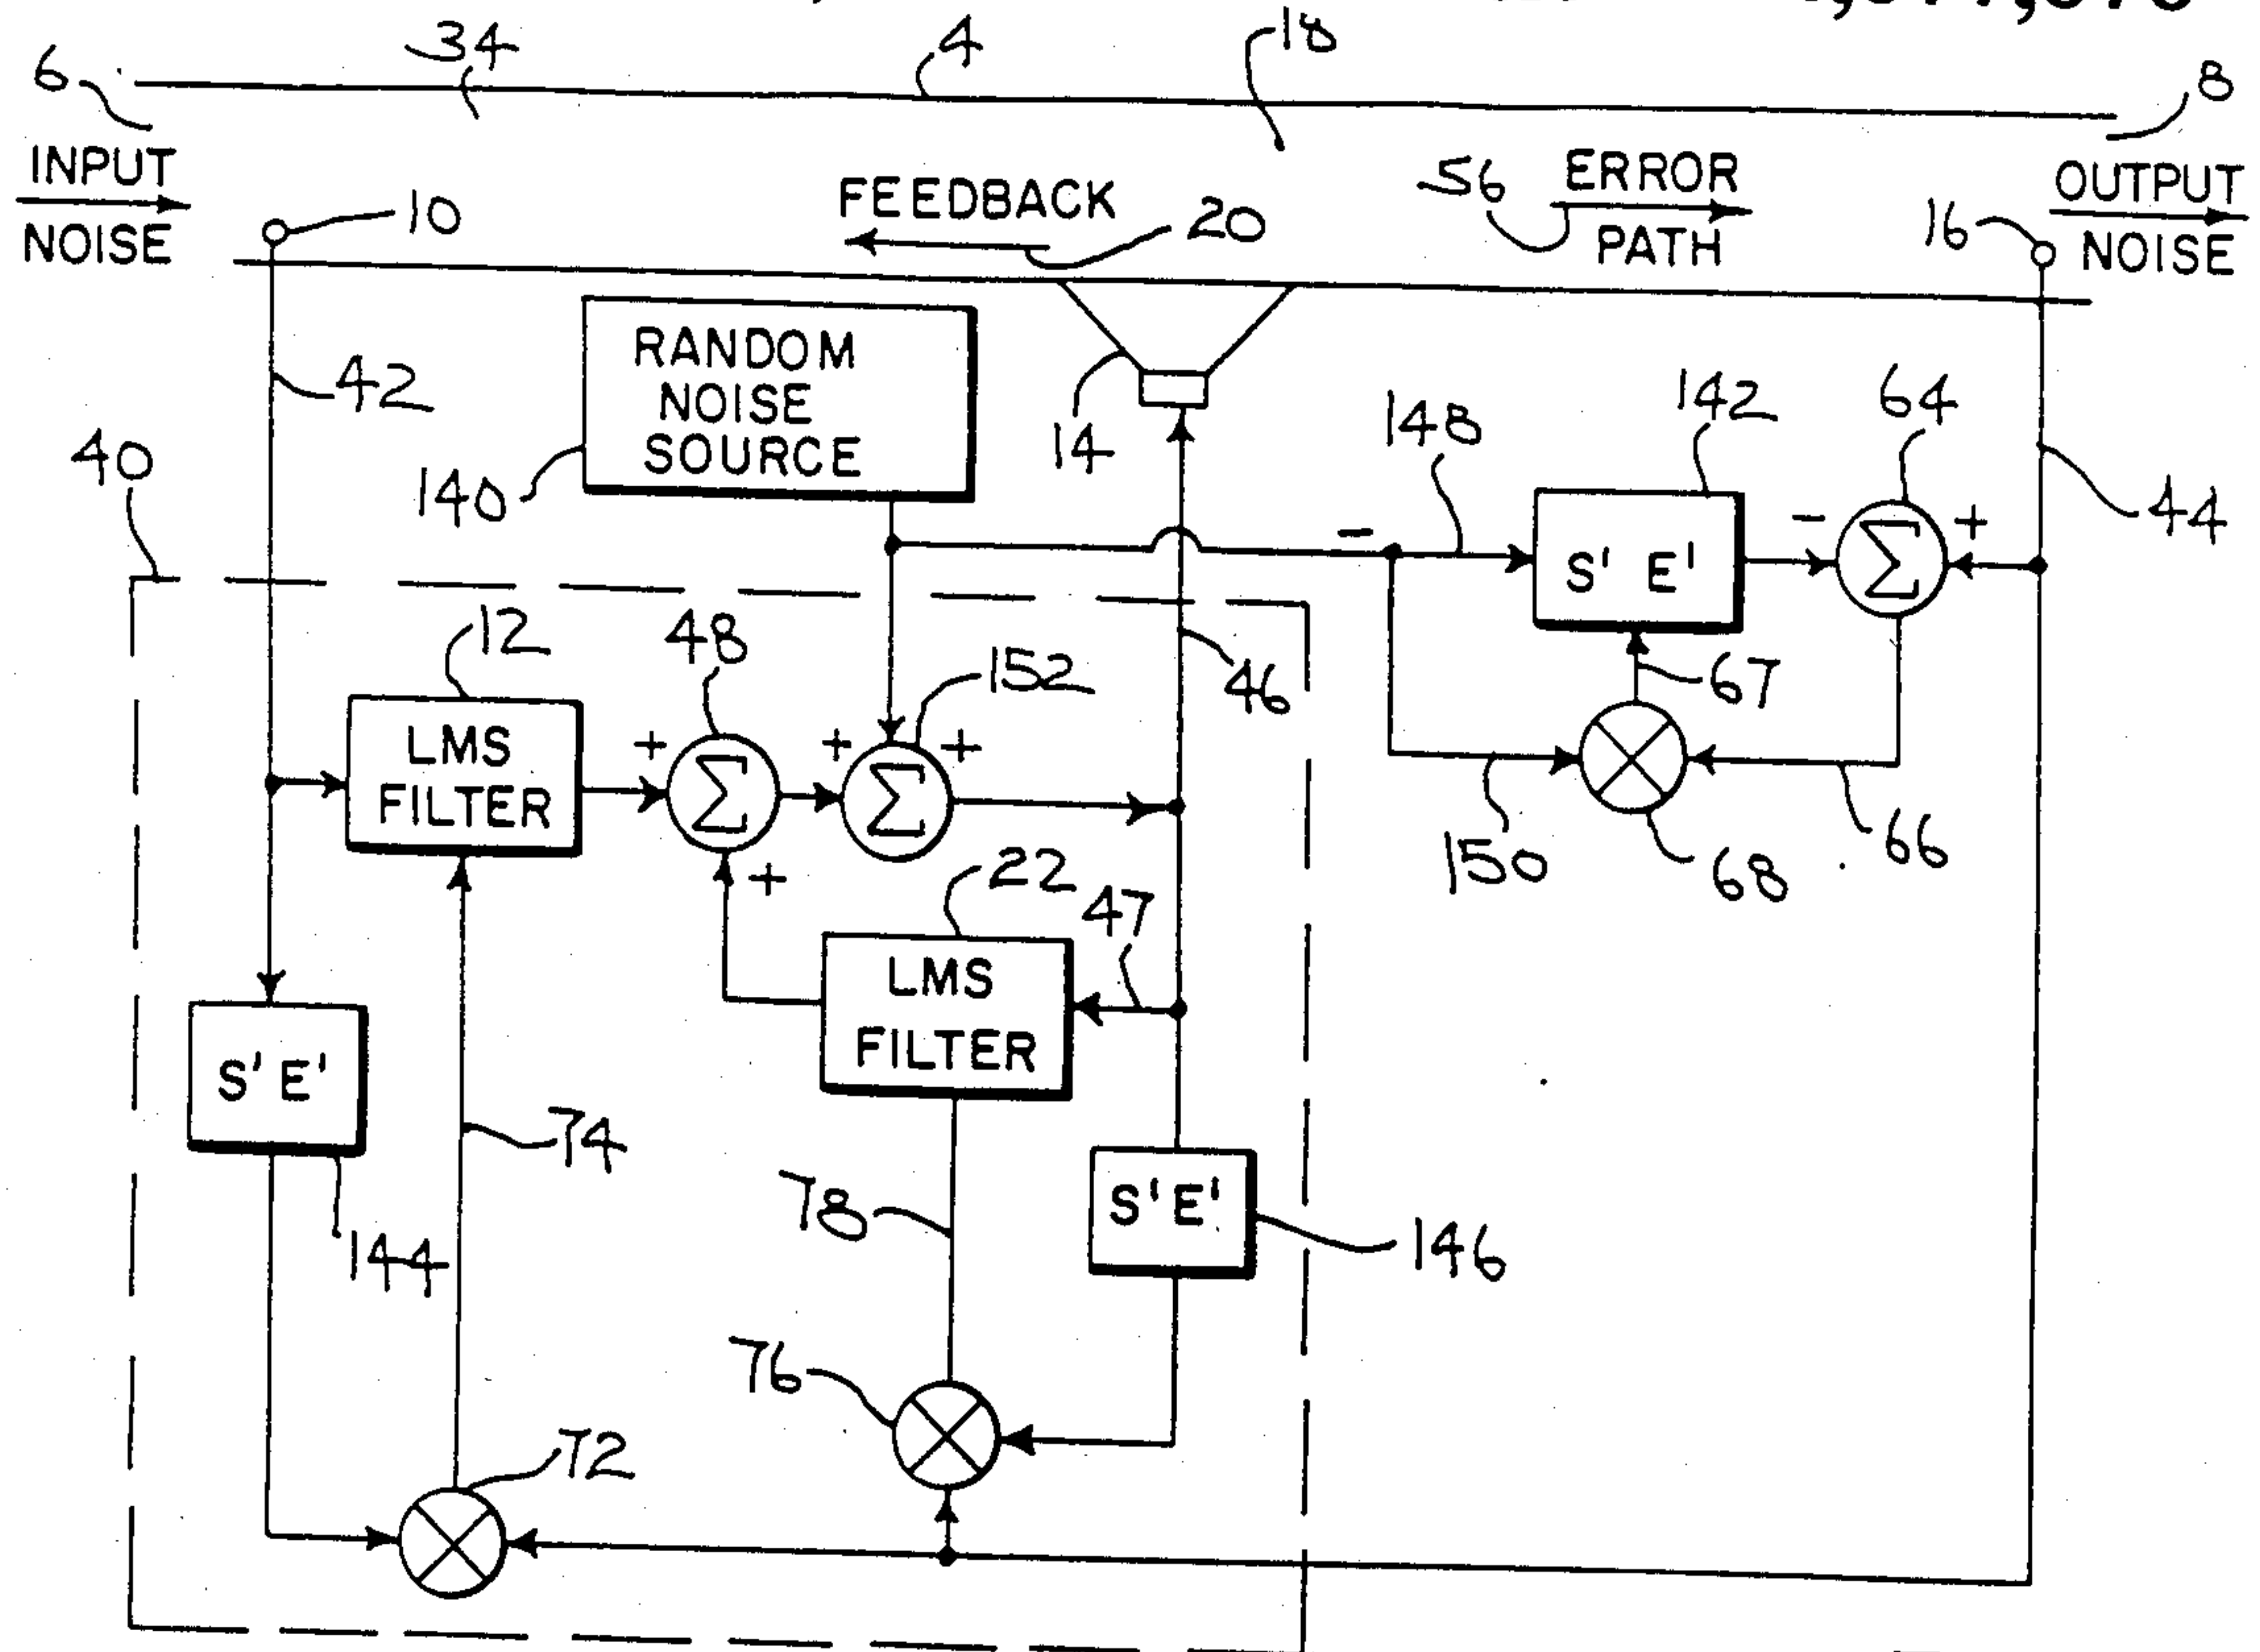 34
4
18
6
8
INPUT
NOISE
10
FEEDBACK
20
56
ERROR
PATH
16
OUTPUT
NOISE
RANDOM
NOISE
SOURCE
42
14
148
142
64
40
140
44
- 
- Σ +
S' E'
12
48
152
46
67
LMS
FILTER
+ Σ
+ Σ +
150
68
66
+
22
47
LMS
FILTER
S' E'
74
78
S' E'
146
144
76
72